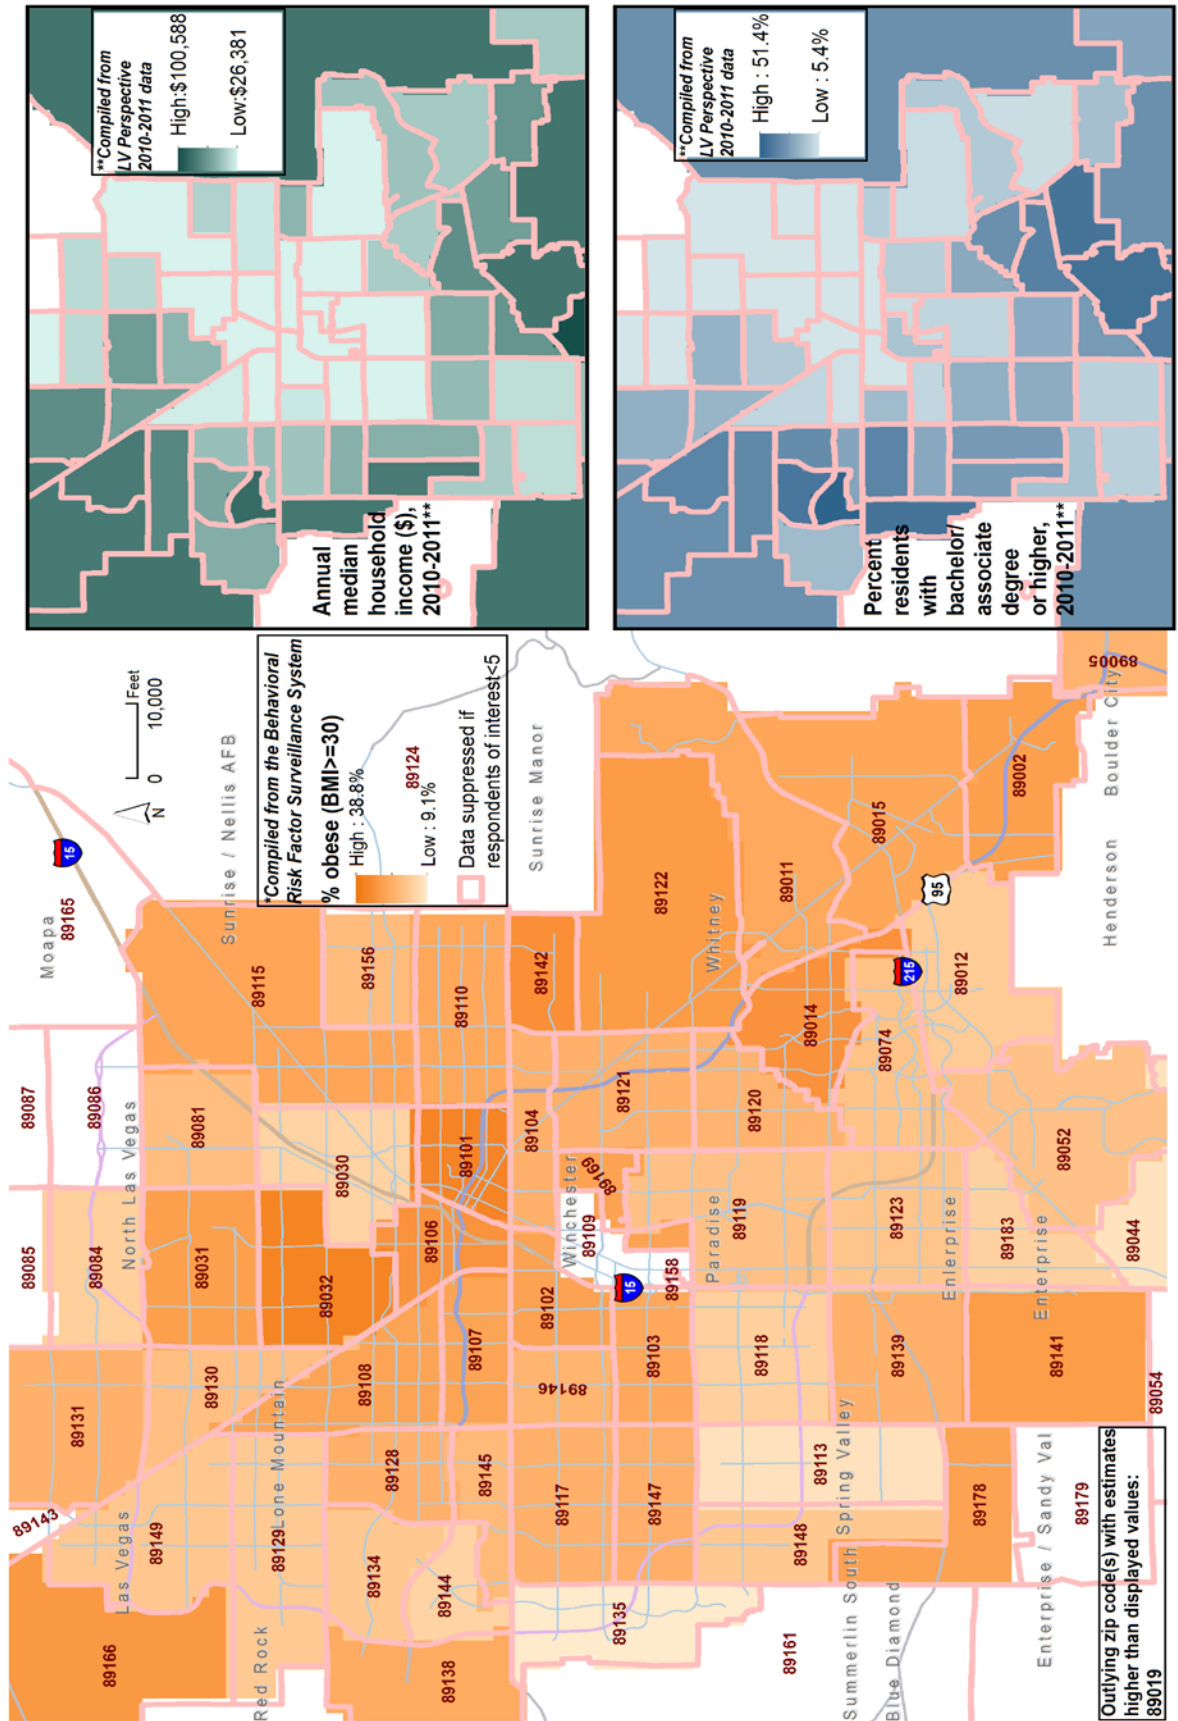 Moapa
89165
15
Sunrise / Nellis AFB
N
0
10,000
Feet
89087
89086
89085
89084
North Las Vegas
89081
89115
89156
89110
89142
89030
89031
89032
89101
89106
89104
89121
89122
Whitney
89011
89014
89015
89002
89005
Boulder City
Henderson
95
215
89012
89074
89120
89119
Paradise
Winchester
89169
89109
89158
15
89123
Enterprise
89183
Enterprise
89052
89044
89131
89130
89108
89107
89102
89146
89103
89118
89139
89141
89054
89143
Las Vegas
89149
Lone Mountain
89129
89128
89145
89117
89147
89113
89148
89178
89179
Enterprise / Sandy Val
89166
Red Rock
89134
89144
89138
89135
89161
Summerlin South
Spring Valley
Blue Diamond
Sunrise Manor
*Compiled from the Behavioral
Risk Factor Surveillance System
% obese (BMI>=30)
High : 38.8%
89124
Low : 9.1%
Data suppressed if
respondents of interest<5
Outlying zip code(s) with estimates
higher than displayed values:
89019
**Compiled from
LV Perspective
2010-2011 data
High:$100,588
Low:$26,381
Annual
median
household
income ($),
2010-2011**
**Compiled from
LV Perspective
2010-2011 data
High : 51.4%
Low : 5.4%
Percent
residents
with
bachelor/
associate
degree
or higher,
2010-2011**